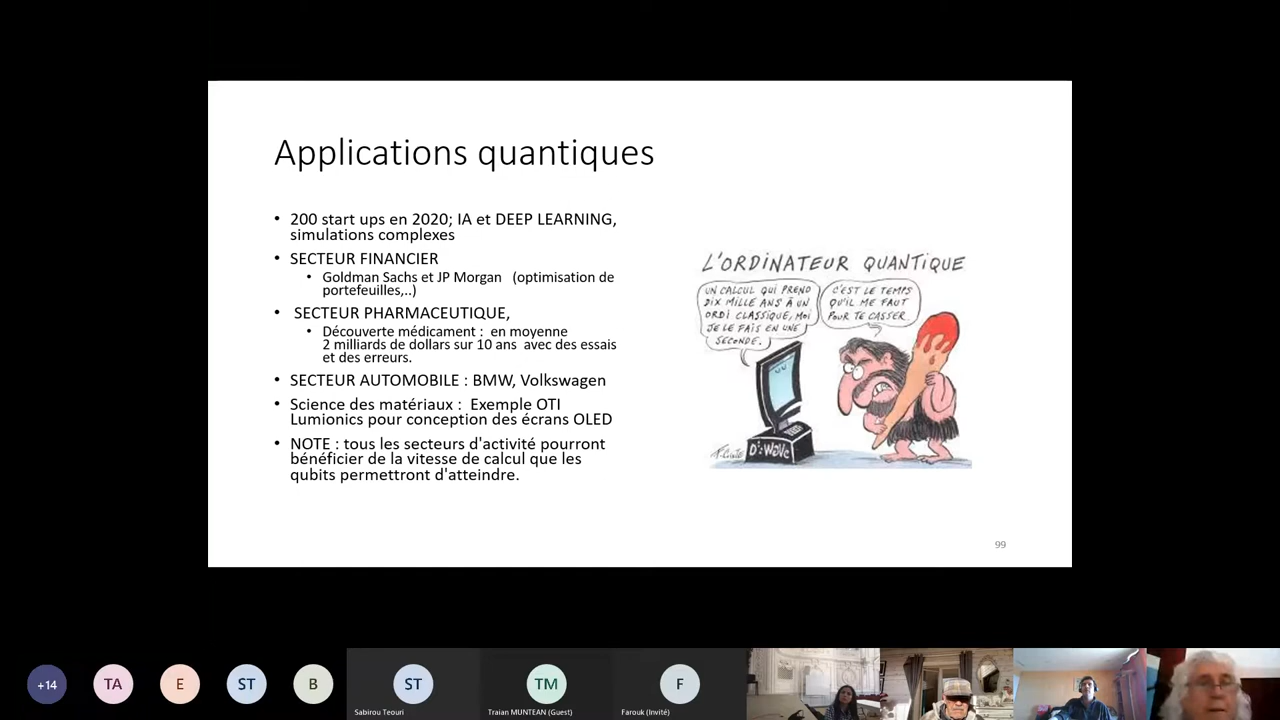 Applications quantiques
• 200 start ups en 2020; IA et DEEP LEARNING,
simulations complexes
• SECTEUR FINANCIER
• Goldman Sachs et JP Morgan (optimisation de
portefeuilles,..)
• SECTEUR PHARMACEUTIQUE,
• Découverte médicament : en moyenne
2 milliards de dollars sur 10 ans avec des essais
et des erreurs.
• SECTEUR AUTOMOBILE : BMW, Volkswagen
• Science des matériaux : Exemple OTI
Lumionics pour conception des écrans OLED
• NOTE : tous les secteurs d'activité pourront
bénéficier de la vitesse de calcul que les
qubits permettront d'atteindre.
L'ORDINATEUR QUANTIQUE
UN CALCUL QUI PREND
DIX MILLE ANS À UN
ORDI CLASSIQUE, MOI
JE LE FAIS EN UNE
SECONDE.
C'EST LE TEMPS
QU'IL ME FAUT
POUR TE CASSER
D:WAVE
99
+14
TA
E
ST
B
ST
Sabirou Teouri
TM
Traian MUNTEAN (Guest)
F
Farouk (Invité)